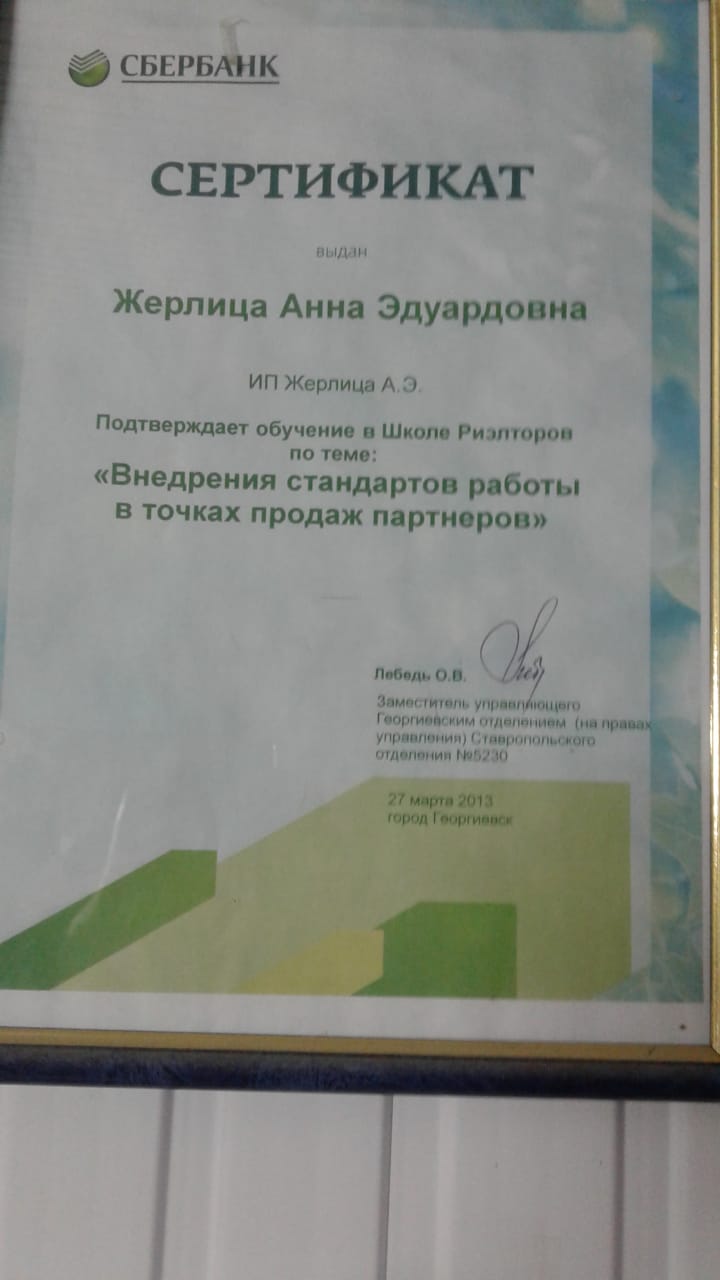 СБЕРБАНК
СЕРТИФИКАТ
выдан
Жерлица Анна Эдуардовна
ИП Жерлица А.Э.
Подтверждает обучение в Школе Риэлторов
по теме:
«Внедрения стандартов работы
в точках продаж партнеров»
Лебедь О.В.
Заместитель управляющего
Георгиевским отделением (на правах
управления) Ставропольского
отделения №5230
27 марта 2013
город Георгиевск